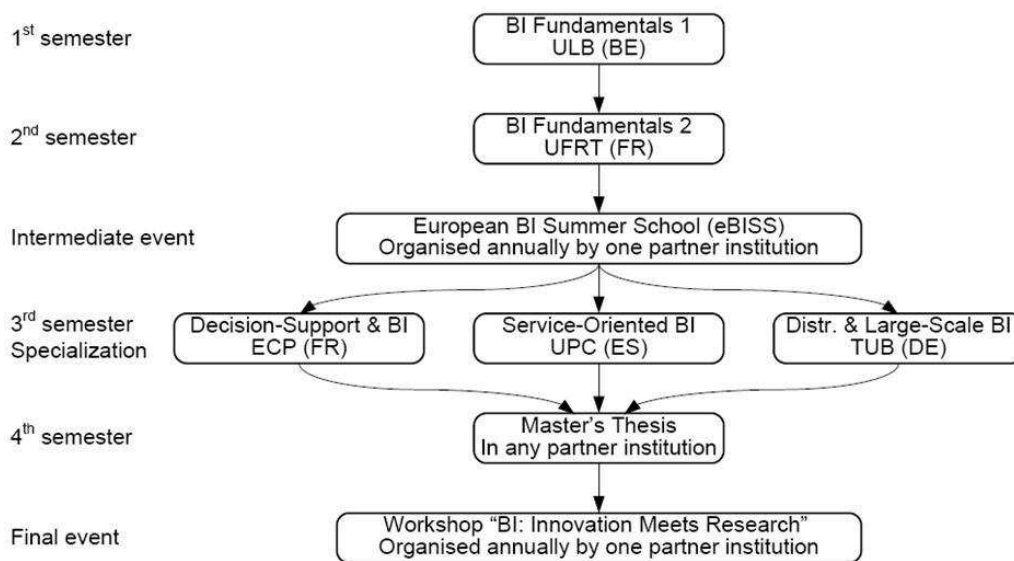 1st semester
BI Fundamentals 1
ULB (BE)
2nd semester
BI Fundamentals 2
UFRT (FR)
Intermediate event
European BI Summer School (eBISS)
Organised annually by one partner institution
3rd semester
Specialization
Decision-Support & BI
ECP (FR)
Service-Oriented BI
UPC (ES)
Distr. & Large-Scale BI
TUB (DE)
4th semester
Master's Thesis
In any partner institution
Final event
Workshop “BI: Innovation Meets Research”
Organised annually by one partner institution